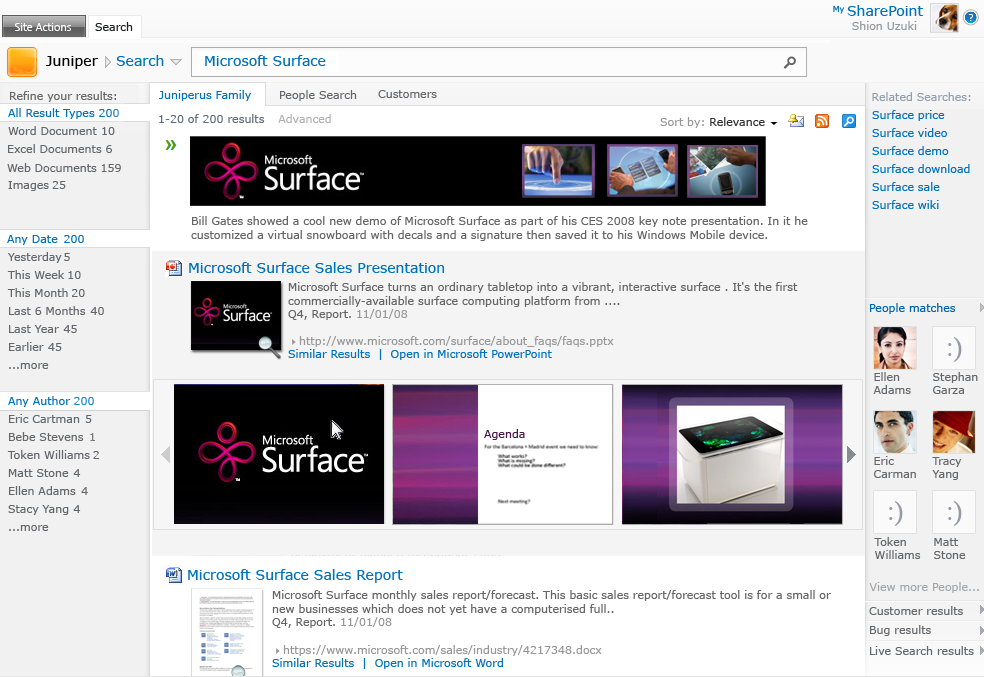 Site Actions
Search
My SharePoint
Shion Uzuki
Juniper
Search
Microsoft Surface
Refine your results:
All Result Types 200
Word Document 10
Excel Documents 6
Web Documents 159
Images 25
Any Date 200
Yesterday 5
This Week 10
This Month 20
Last 6 Months 40
Last Year 45
Earlier 45
...more
Any Author 200
Eric Cartman 5
Bebe Stevens 1
Token Williams 2
Matt Stone 4
Ellen Adams 4
Stacy Yang 4
...more
Juniperus Family
People Search
Customers
1-20 of 200 results
Advanced
Sort by: Relevance
Microsoft
Surface™
Bill Gates showed a cool new demo of Microsoft Surface as part of his CES 2008 key note presentation. In it he
customized a virtual snowboard with decals and a signature then saved it to his Windows Mobile device.
Microsoft Surface Sales Presentation
Microsoft
Surface
Microsoft Surface turns an ordinary tabletop into a vibrant, interactive surface . It's the first
commercially-available surface computing platform from ....
Q4, Report. 11/01/08
http://www.microsoft.com/surface/about_faqs/faqs.pptx
Similar Results | Open in Microsoft PowerPoint
Microsoft
Surface™
Agenda
For the Barcelona + Madrid event we need to know:
What works?
What is missing?
What could be done different?
Next meeting?
Microsoft Surface Sales Report
Microsoft Surface monthly sales report/forecast. This basic sales report/forecast tool is for a small or
new businesses which does not yet have a computerised full..
Q4, Report. 11/01/08
https://www.microsoft.com/sales/industry/4217348.docx
Similar Results | Open in Microsoft Word
Related Searches:
Surface price
Surface video
Surface demo
Surface download
Surface sale
Surface wiki
People matches
Ellen
Adams
:)
Stephan
Garza
Eric
Carman
Tracy
Yang
:)
Token
Williams
:)
Matt
Stone
View more People...
Customer results
Bug results
Live Search results